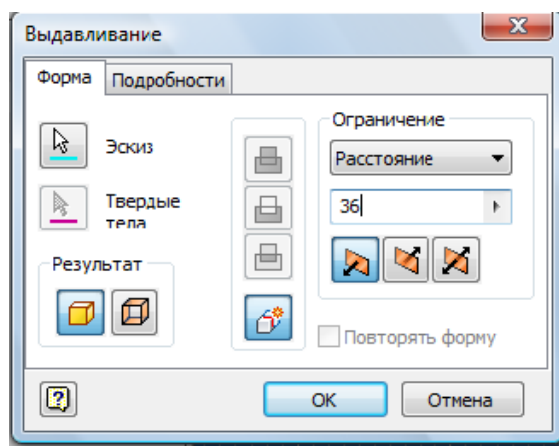 Выдавливание
Форма
Подробности
Эскиз
Твердые
тела
Результат
Ограничение
Расстояние
36
Повторять форму
OK
Отмена